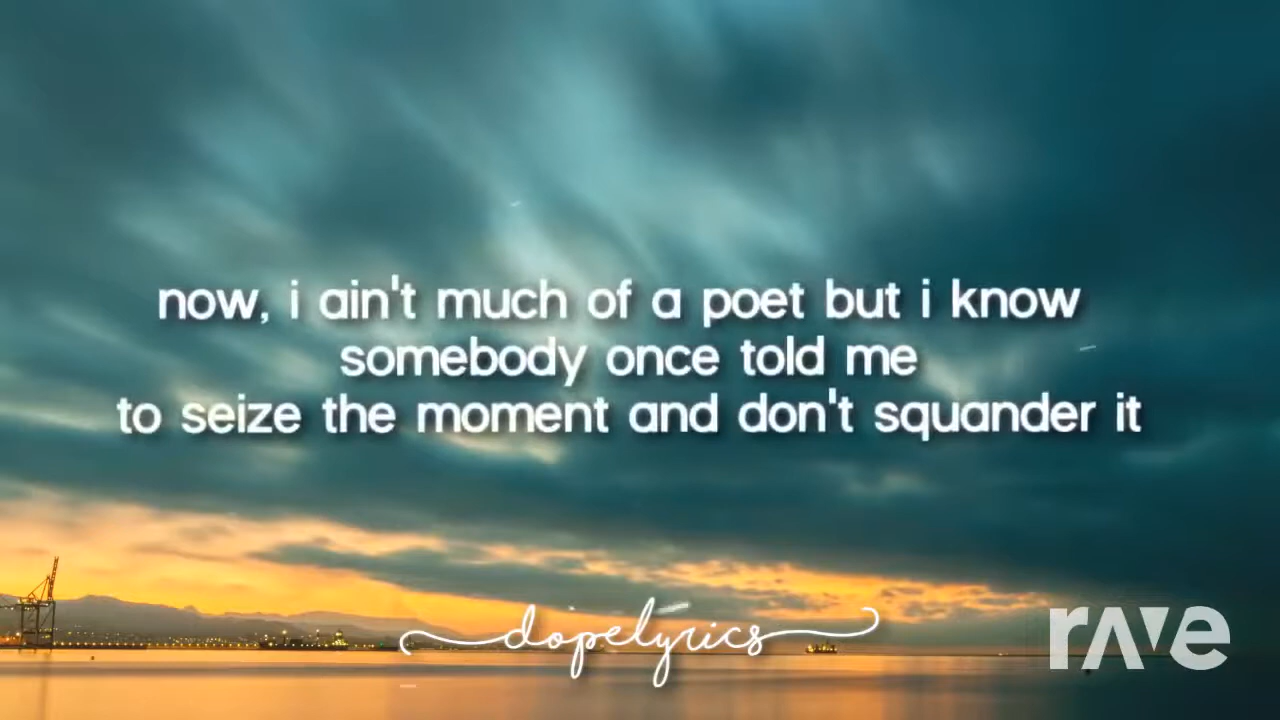 now, i ain't much of a poet but i know
somebody once told me
to seize the moment and don't squander it
dopelyrics
rave